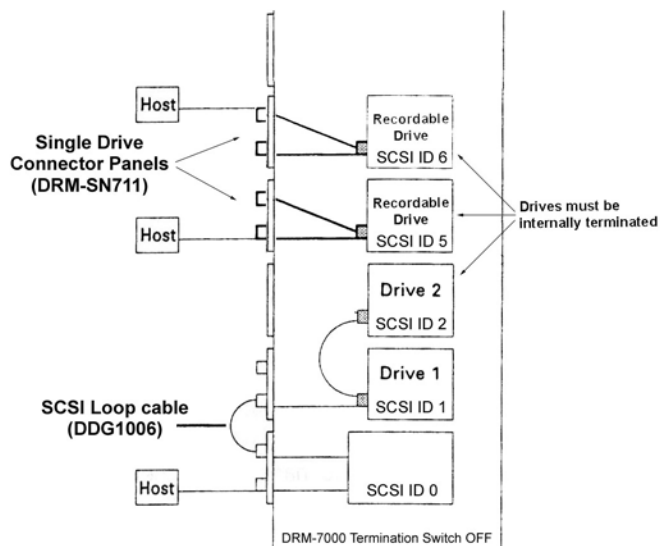 Host
Single Drive
Connector Panels
(DRM-SN711)
Host
Recordable
Drive
SCSI ID 6
Recordable
Drive
SCSI ID 5
Drives must be
internally terminated
Drive 2
SCSI ID 2
Drive 1
SCSI ID 1
SCSI Loop cable
(DDG1006)
Host
SCSI ID 0
DRM-7000 Termination Switch OFF